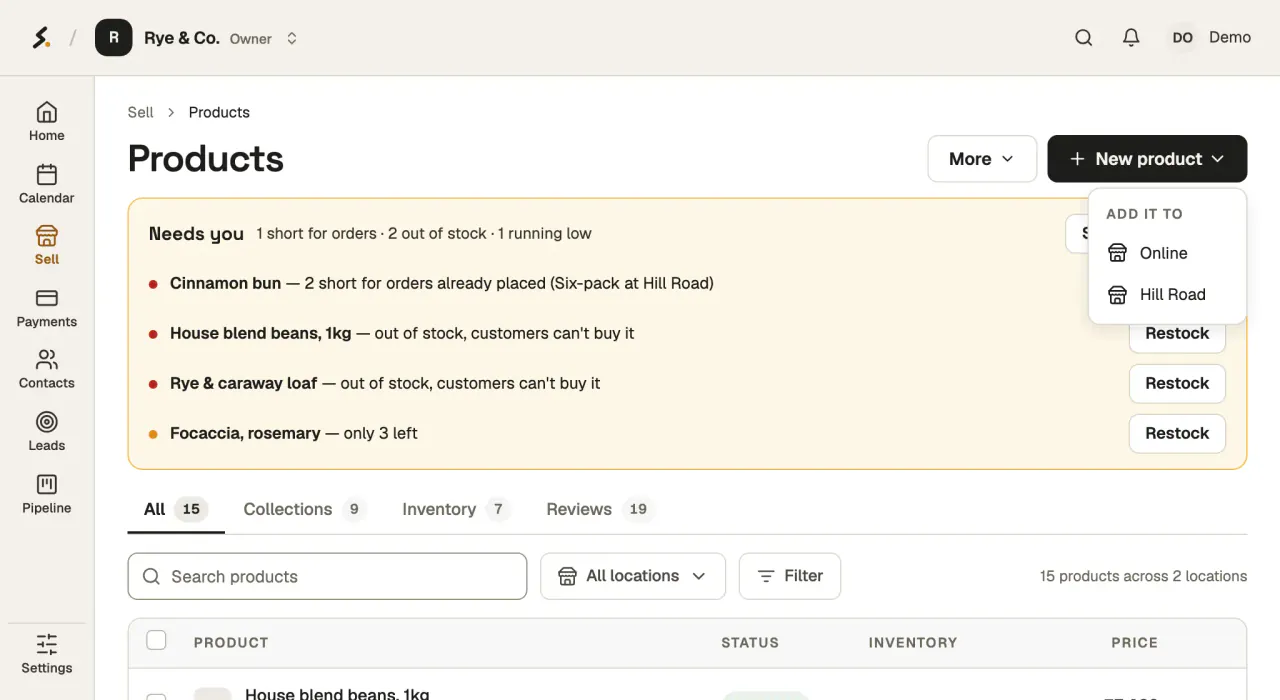 / R Rye & Co. Owner
DO Demo
Home
Calendar
Sell
Payments
Contacts
Leads
Pipeline
Settings
Sell > Products
Products
More
+ New product
ADD IT TO
Online
Hill Road
Needs you 1 short for orders · 2 out of stock · 1 running low
Cinnamon bun — 2 short for orders already placed (Six-pack at Hill Road)
House blend beans, 1kg — out of stock, customers can't buy it
Restock
Rye & caraway loaf — out of stock, customers can't buy it
Restock
Focaccia, rosemary — only 3 left
Restock
All 15 Collections 9 Inventory 7 Reviews 19
Search products
All locations
Filter
15 products across 2 locations
PRODUCT STATUS INVENTORY PRICE
House blend beans, 1kg